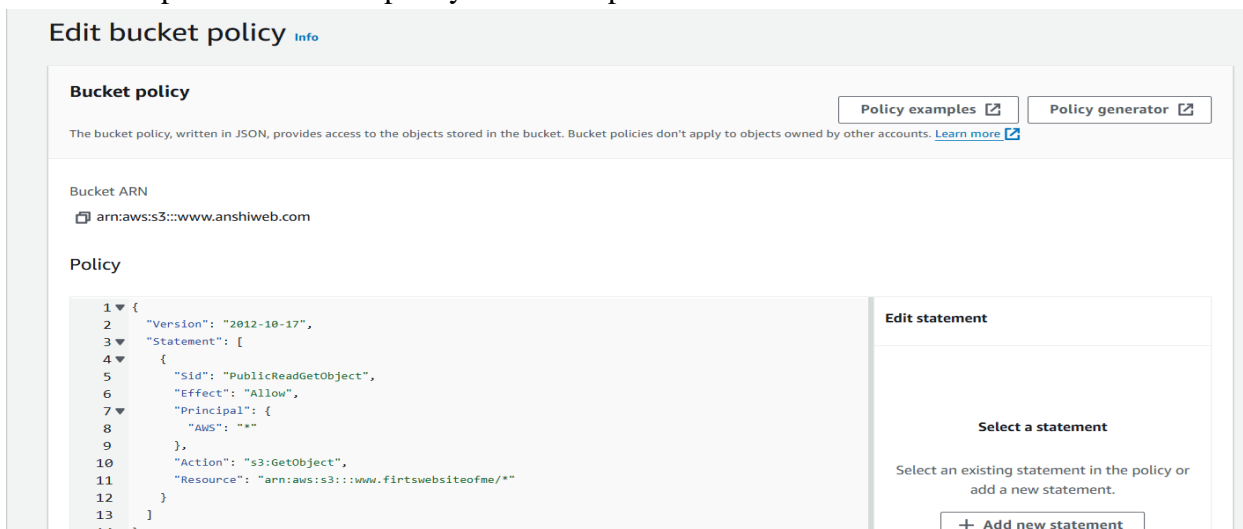 Edit bucket policy Info
Bucket policy
Policy examples
Policy generator
The bucket policy, written in JSON, provides access to the objects stored in the bucket. Bucket policies don't apply to objects owned by other accounts. Learn more
Bucket ARN
arn:aws:s3:::www.anshiweb.com
Policy
1 {
2 "Version": "2012-10-17",
3 "Statement": [
4 {
5 "Sid": "PublicReadGetObject",
6 "Effect": "Allow",
7 "Principal": {
8 "AWS": "*"
9 },
10 "Action": "s3:GetObject",
11 "Resource": "arn:aws:s3:::www.firtswebsiteofme/*"
12 }
13 ]
Edit statement
Select a statement
Select an existing statement in the policy or
add a new statement.
+ Add new statement